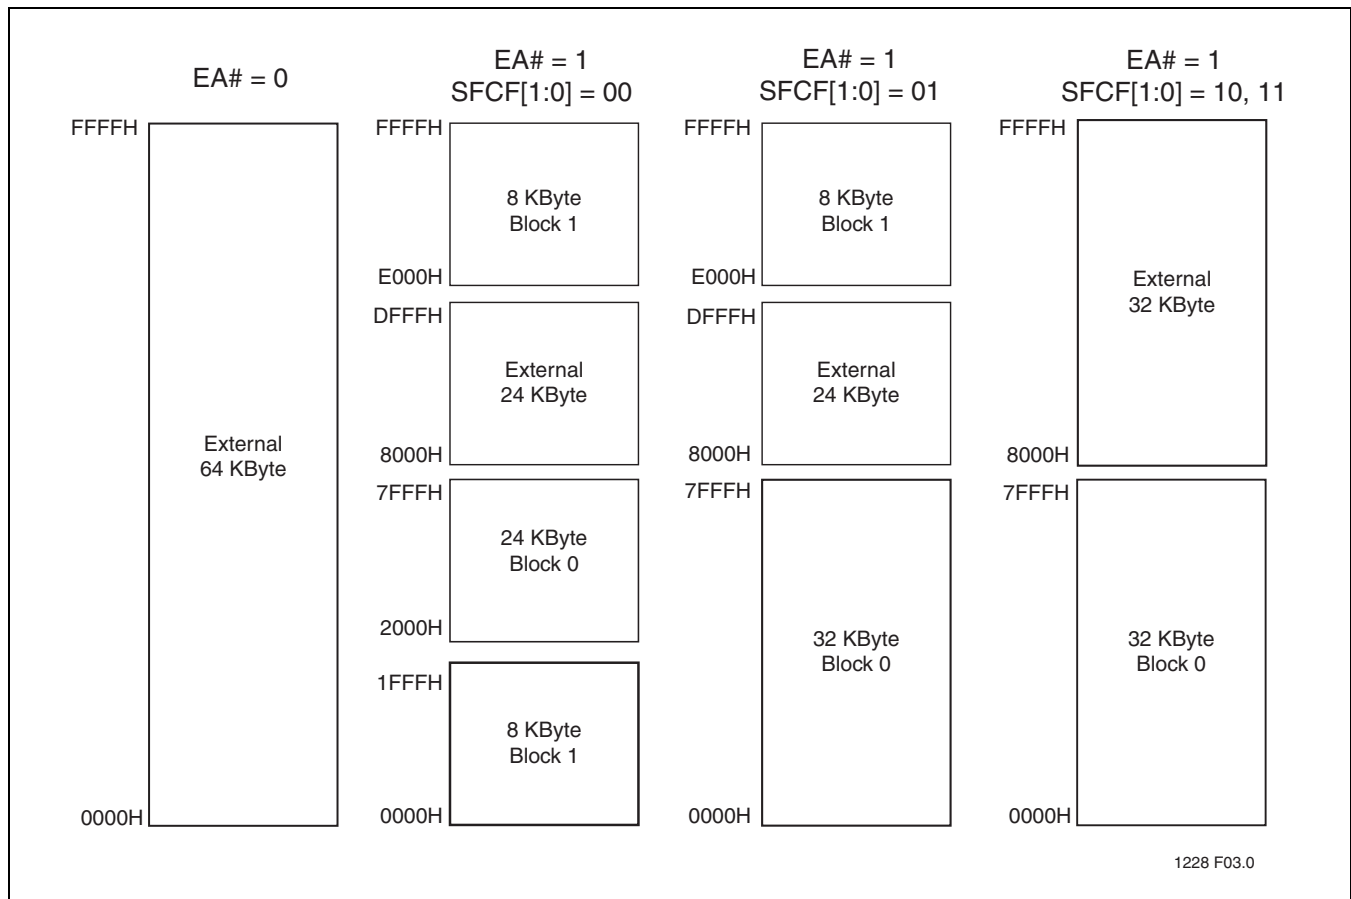 EA# = 0
FFFFH
External
64 KByte
0000H
EA# = 1
SFCF[1:0] = 00
FFFFH
8 KByte
Block 1
E000H
DFFFH
External
24 KByte
8000H
7FFFH
24 KByte
Block 0
2000H
1FFFH
8 KByte
Block 1
0000H
EA# = 1
SFCF[1:0] = 01
FFFFH
8 KByte
Block 1
E000H
DFFFH
External
24 KByte
8000H
7FFFH
32 KByte
Block 0
0000H
EA# = 1
SFCF[1:0] = 10, 11
FFFFH
External
32 KByte
8000H
7FFFH
32 KByte
Block 0
0000H
1228 F03.0